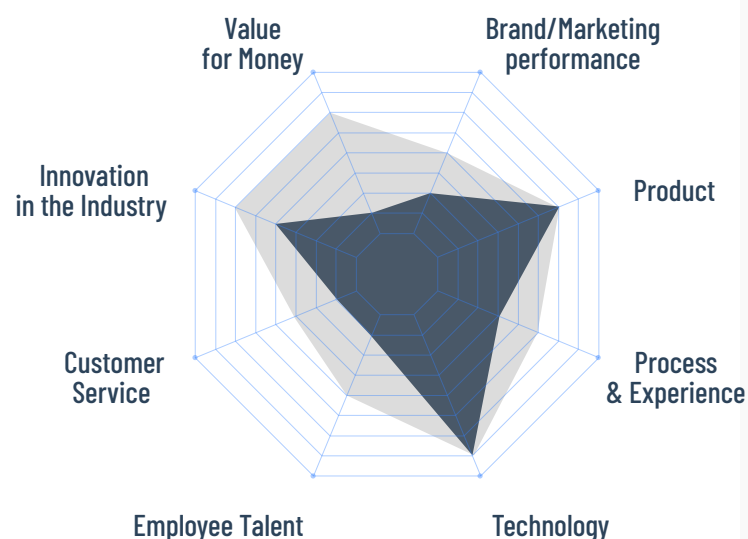 Value
for Money
Brand/Marketing
performance
Innovation
in the Industry
Product
Customer
Service
Process
& Experience
Employee Talent
Technology